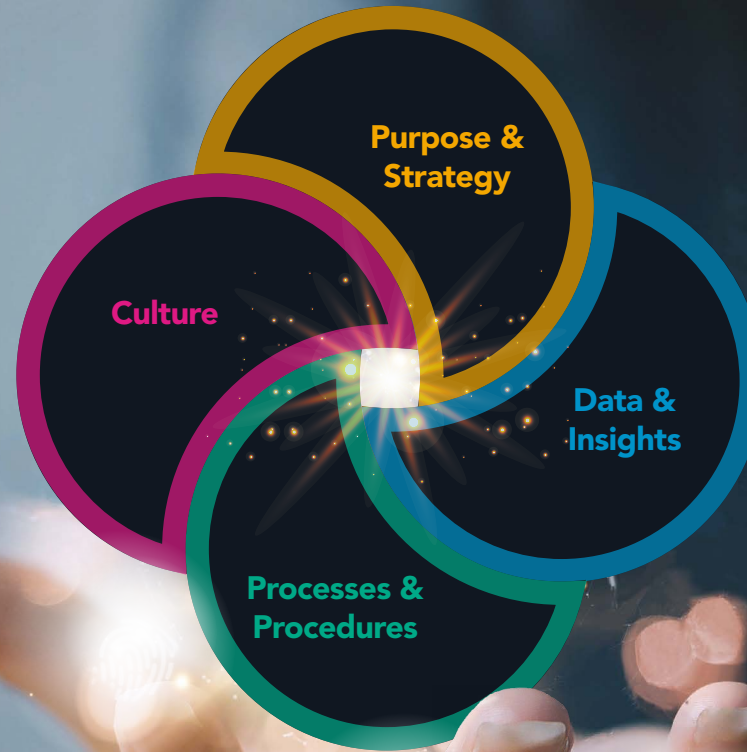 Purpose &
Strategy
Culture
Data &
Insights
Processes &
Procedures